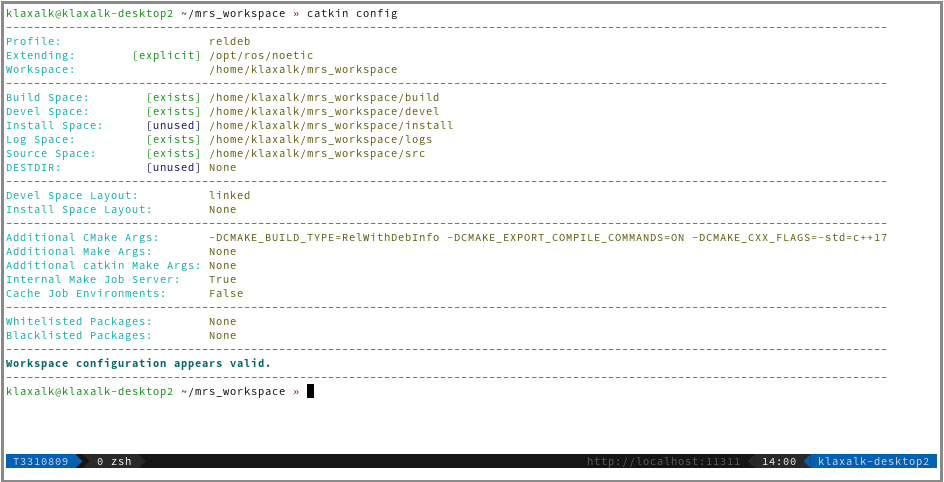 klaxalk@klaxalk-desktop2 ~/mrs_workspace » catkin config
--------------------------------------------------------------------------------------------------------------------------------
Profile:                     reldeb
Extending:        [explicit] /opt/ros/noetic
Workspace:                   /home/klaxalk/mrs_workspace
--------------------------------------------------------------------------------------------------------------------------------
Build Space:        [exists] /home/klaxalk/mrs_workspace/build
Devel Space:        [exists] /home/klaxalk/mrs_workspace/devel
Install Space:      [unused] /home/klaxalk/mrs_workspace/install
Log Space:          [exists] /home/klaxalk/mrs_workspace/logs
Source Space:       [exists] /home/klaxalk/mrs_workspace/src
DESTDIR:            [unused] None
--------------------------------------------------------------------------------------------------------------------------------
Devel Space Layout:          linked
Install Space Layout:        None
--------------------------------------------------------------------------------------------------------------------------------
Additional CMake Args:       -DCMAKE_BUILD_TYPE=RelWithDebInfo -DCMAKE_EXPORT_COMPILE_COMMANDS=ON -DCMAKE_CXX_FLAGS=-std=c++17
Additional Make Args:        None
Additional catkin Make Args: None
Internal Make Job Server:    True
Cache Job Environments:      False
--------------------------------------------------------------------------------------------------------------------------------
Whitelisted Packages:        None
Blacklisted Packages:        None
--------------------------------------------------------------------------------------------------------------------------------
Workspace configuration appears valid.
--------------------------------------------------------------------------------------------------------------------------------
klaxalk@klaxalk-desktop2 ~/mrs_workspace »
T3310809 0 zsh http://localhost:11311 14:00 klaxalk-desktop2